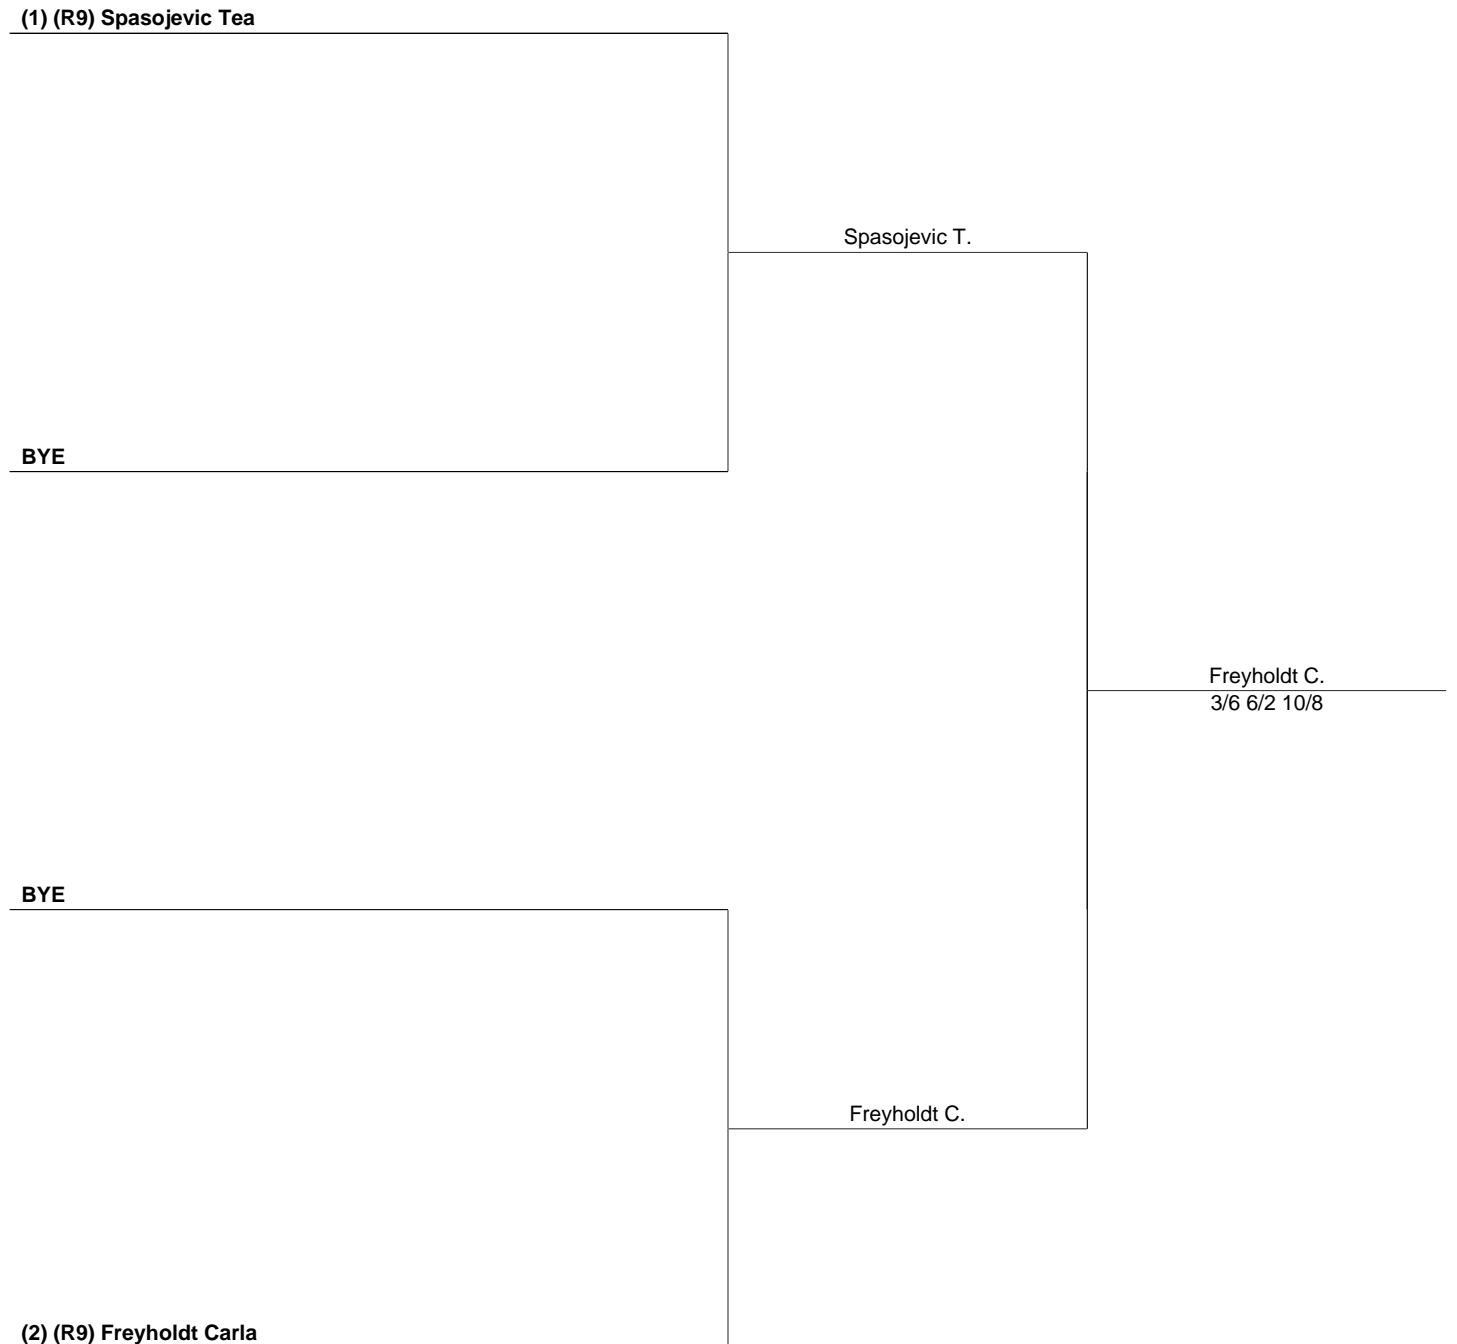 (1) (R9) Spasojevic Tea
Spasojevic T.
BYE
Freyholdt C.
3/6 6/2 10/8
BYE
Freyholdt C.
(2) (R9) Freyholdt Carla